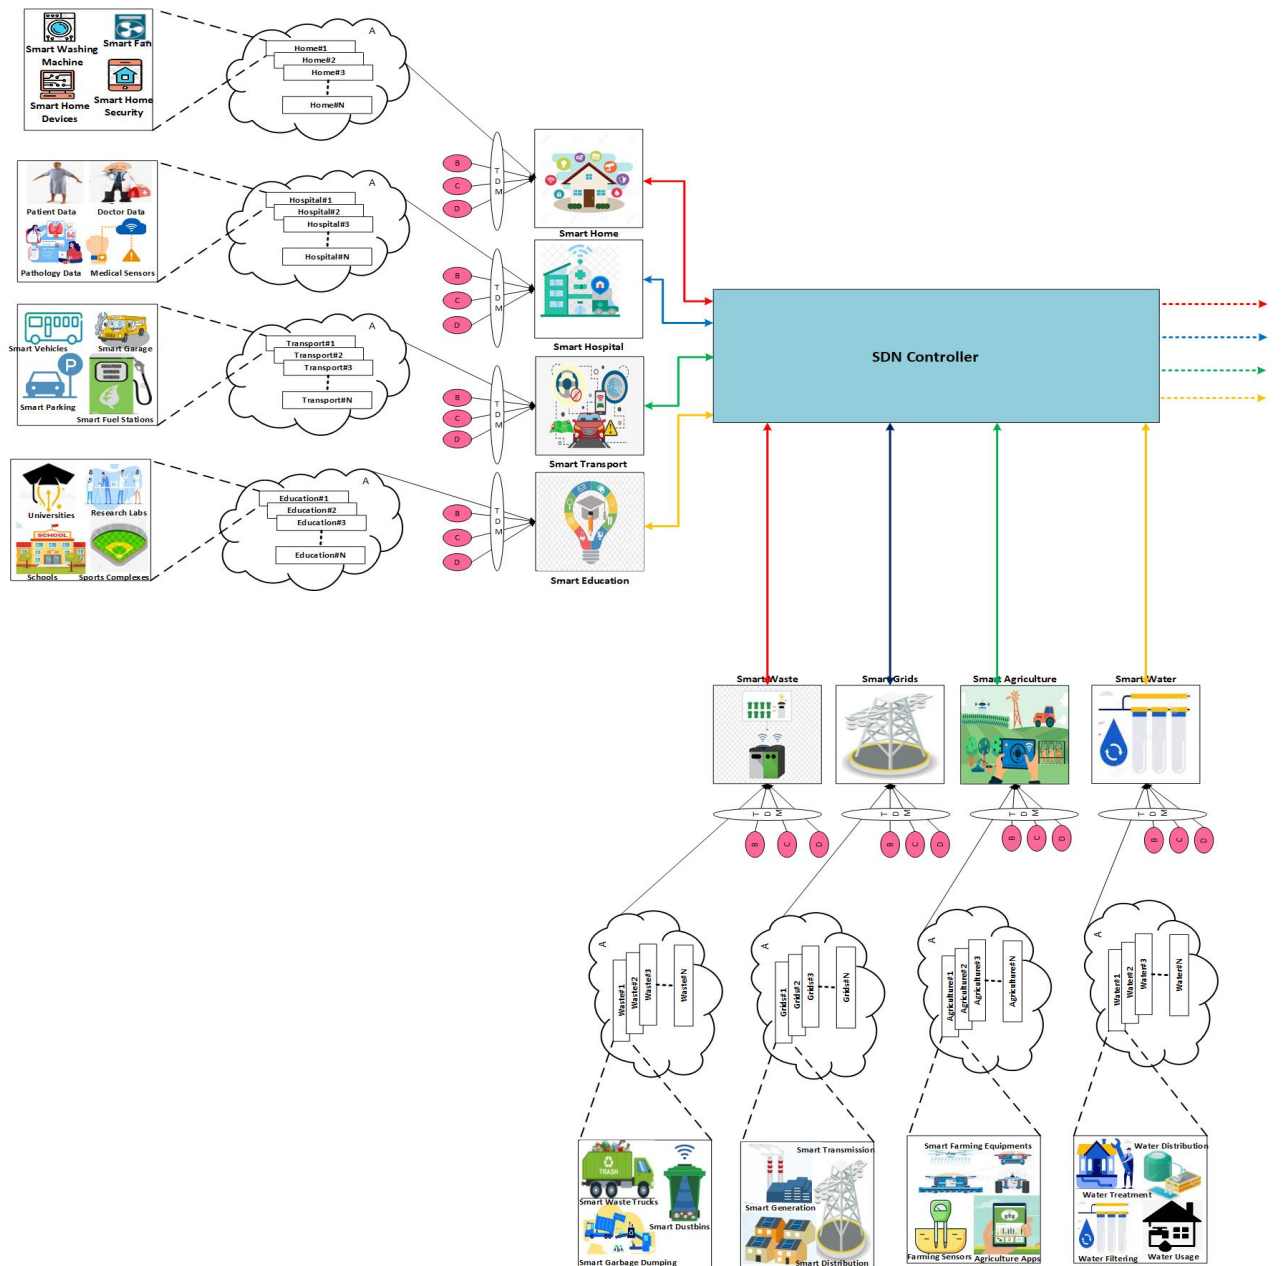 Smart Washing
Machine
Smart Fan
Smart Home
Devices
Smart Home
Security
A
Home#1
Home#2
Home#3
Home#N
B
C
D
T
D
M
Smart Home
Patient Data
Doctor Data
Pathology Data
Medical Sensors
A
Hospital#1
Hospital#2
Hospital#3
Hospital#N
B
C
D
T
D
M
Smart Hospital
Smart Vehicles
Smart Garage
P
Smart Parking
Smart Fuel Stations
A
Transport#1
Transport#2
Transport#3
Transport#N
B
C
D
T
D
M
Smart Transport
Universities
Research Labs
SCHOOL
Schools
Sports Complexes
A
Education#1
Education#2
Education#3
Education#N
B
C
D
T
D
M
Smart Education
SDN Controller
Smart Waste
Smart Grids
Smart Agriculture
Smart Water
T D M
B
C
D
T D M
B
C
D
T D M
B
C
D
T D M
B
C
D
A
Waste#1
Waste#2
Waste#3
Waste#N
A
Grids#1
Grids#2
Grids#3
Grids#N
A
Agriculture#1
Agriculture#2
Agriculture#3
Agriculture#N
A
Water#1
Water#2
Water#3
Water#N
TRASH
Smart Waste Trucks
Smart Dustbins
Smart Garbage Dumping
Smart Transmission
Smart Generation
Smart Distribution
Smart Farming Equipments
Farming Sensors
Agriculture Apps
Water Distribution
Water Treatment
Water Filtering
Water Usage